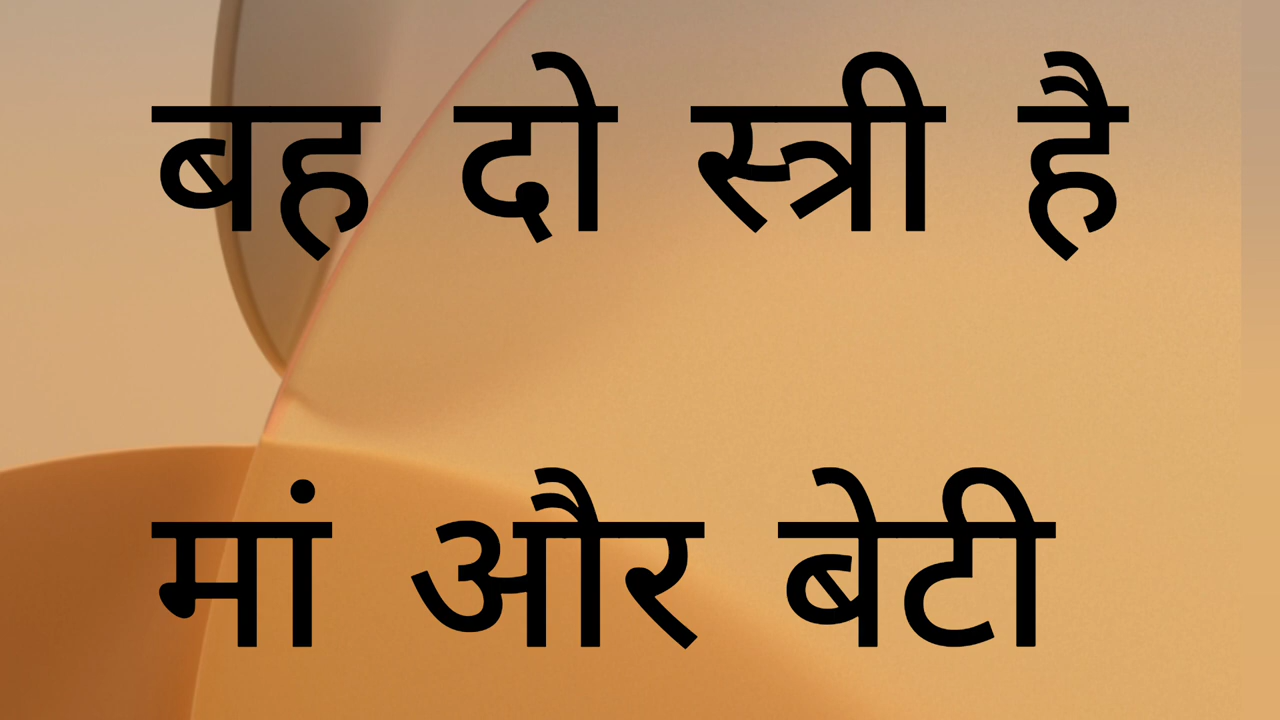 बह दो स्त्री है
मां और बेटी